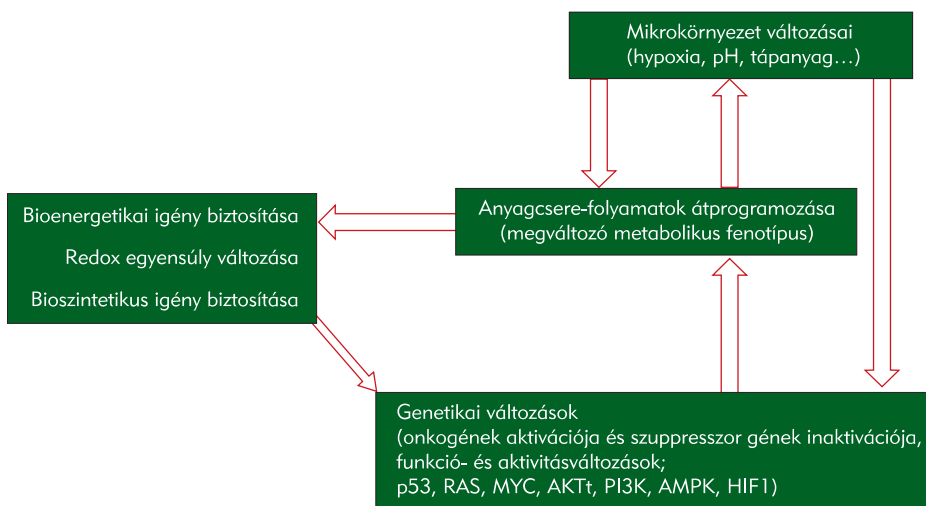 Mikrokörnyezet változásai
(hypoxia, pH, tápanyag…)
Anyagcsere-folyamatok átprogramozása
(megváltozó metabolikus fenotípus)
Bioenergetikai igény biztosítása
Redox egyensúly változása
Bioszintetikus igény biztosítása
Genetikai változások
(onkogének aktivációja és szuppresszor gének inaktivációja,
funkció- és aktivitásváltozások;
p53, RAS, MYC, AKTt, PI3K, AMPK, HIF1)